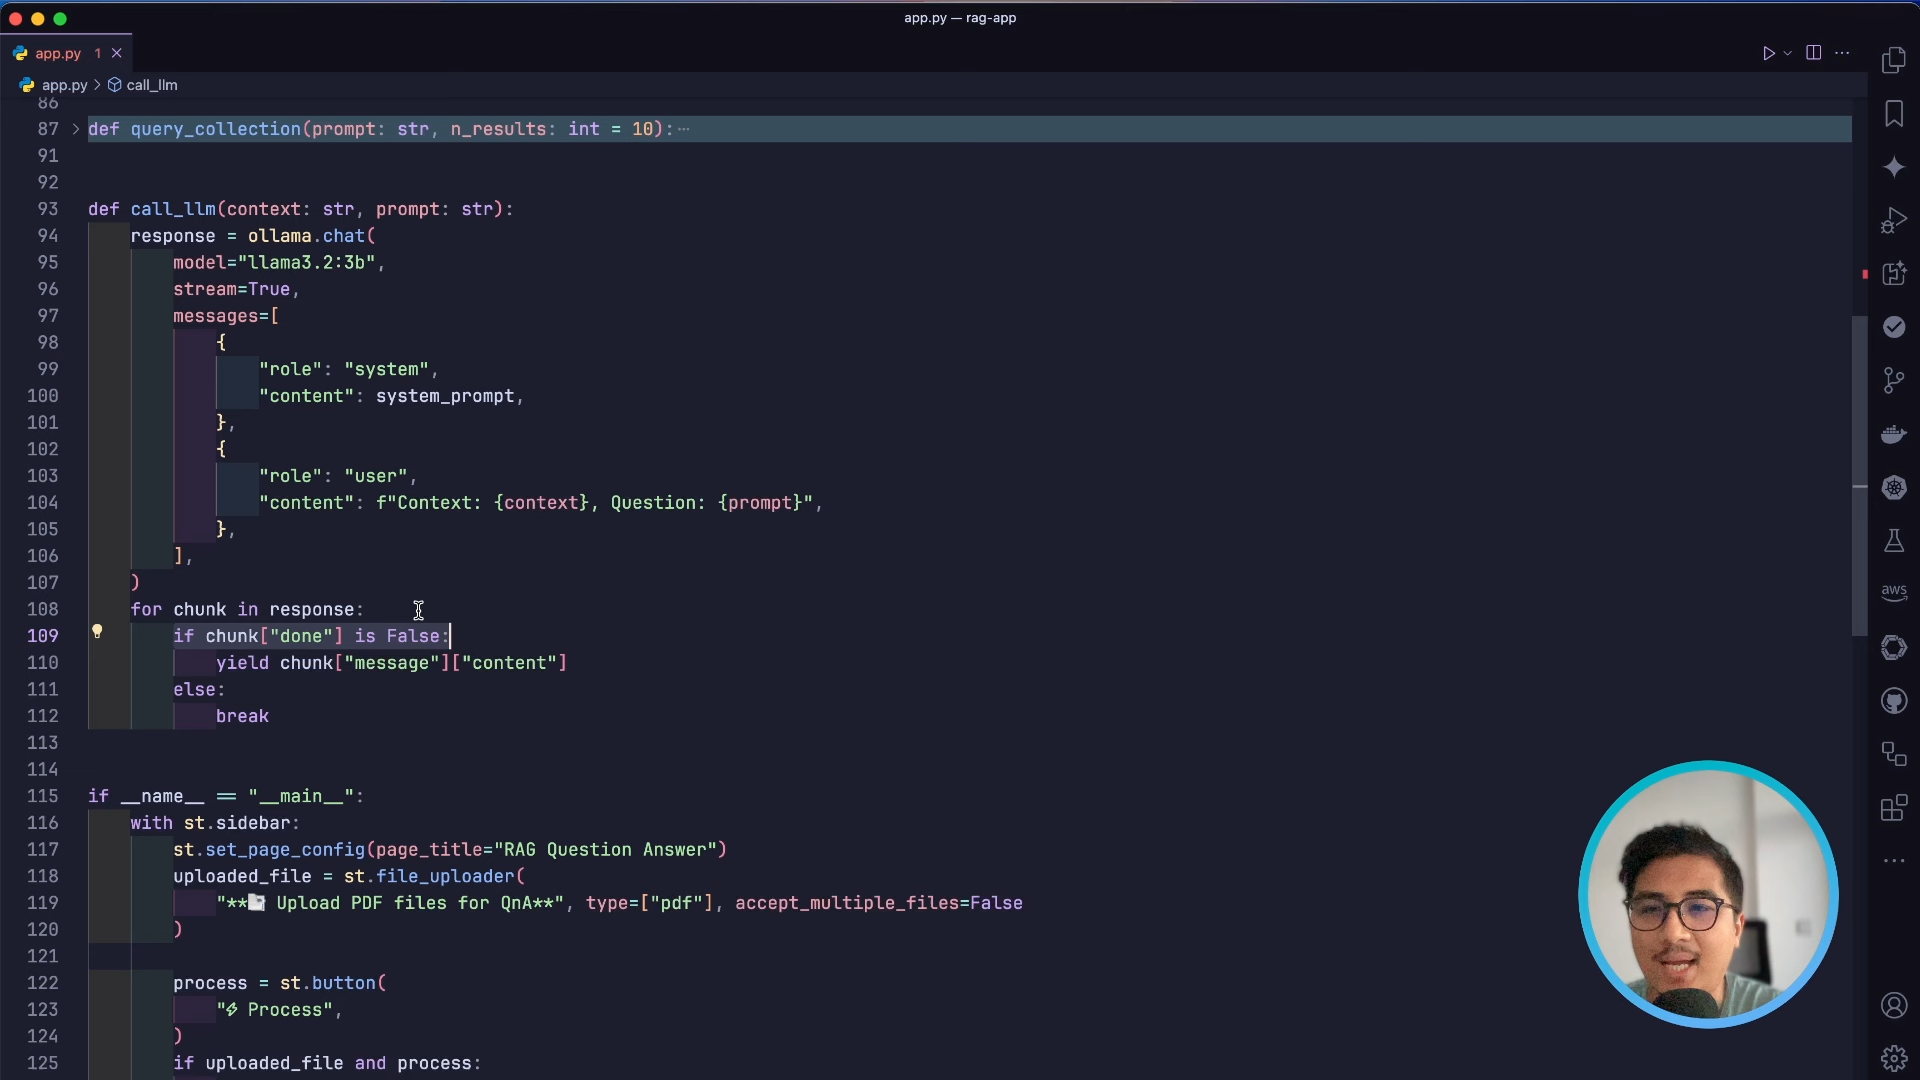 app.py — rag-app
app.py 1
app.py > call_llm
86
87 def query_collection(prompt: str, n_results: int = 10):
91
92
93 def call_llm(context: str, prompt: str):
94 response = ollama.chat(
95 model="llama3.2:3b",
96 stream=True,
97 messages=[
98 {
99 "role": "system",
100 "content": system_prompt,
101 },
102 {
103 "role": "user",
104 "content": f"Context: {context}, Question: {prompt}",
105 },
106 ],
107 )
108 for chunk in response:
109 if chunk["done"] is False:
110 yield chunk["message"]["content"]
111 else:
112 break
113
114
115 if __name__ == "__main__":
116 with st.sidebar:
117 st.set_page_config(page_title="RAG Question Answer")
118 uploaded_file = st.file_uploader(
119 "**📑 Upload PDF files for QnA**", type=["pdf"], accept_multiple_files=False
120 )
121
122 process = st.button(
123 "⚡ Process",
124 )
125 if uploaded_file and process:
aws